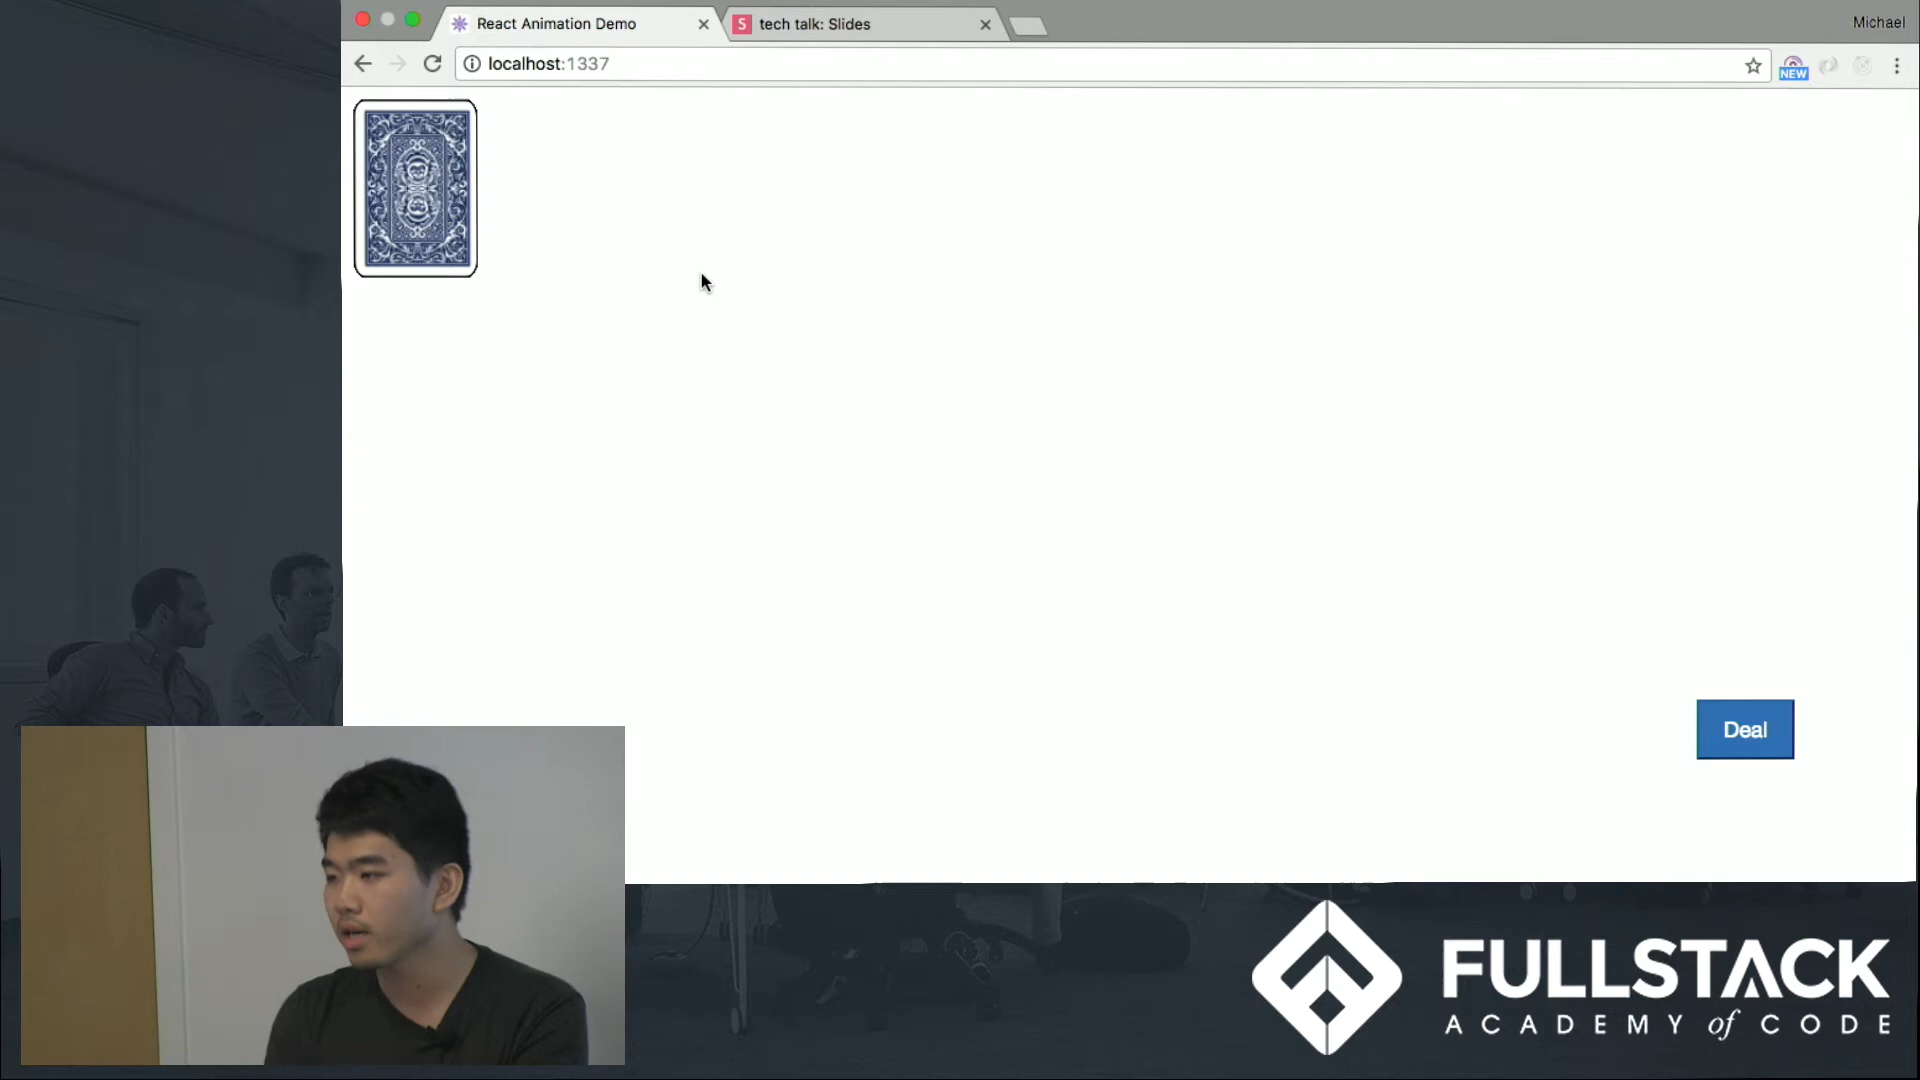 React Animation Demo
S tech talk: Slides
Michael
localhost:1337
NEW
Deal
FULLSTACK
ACADEMY of CODE